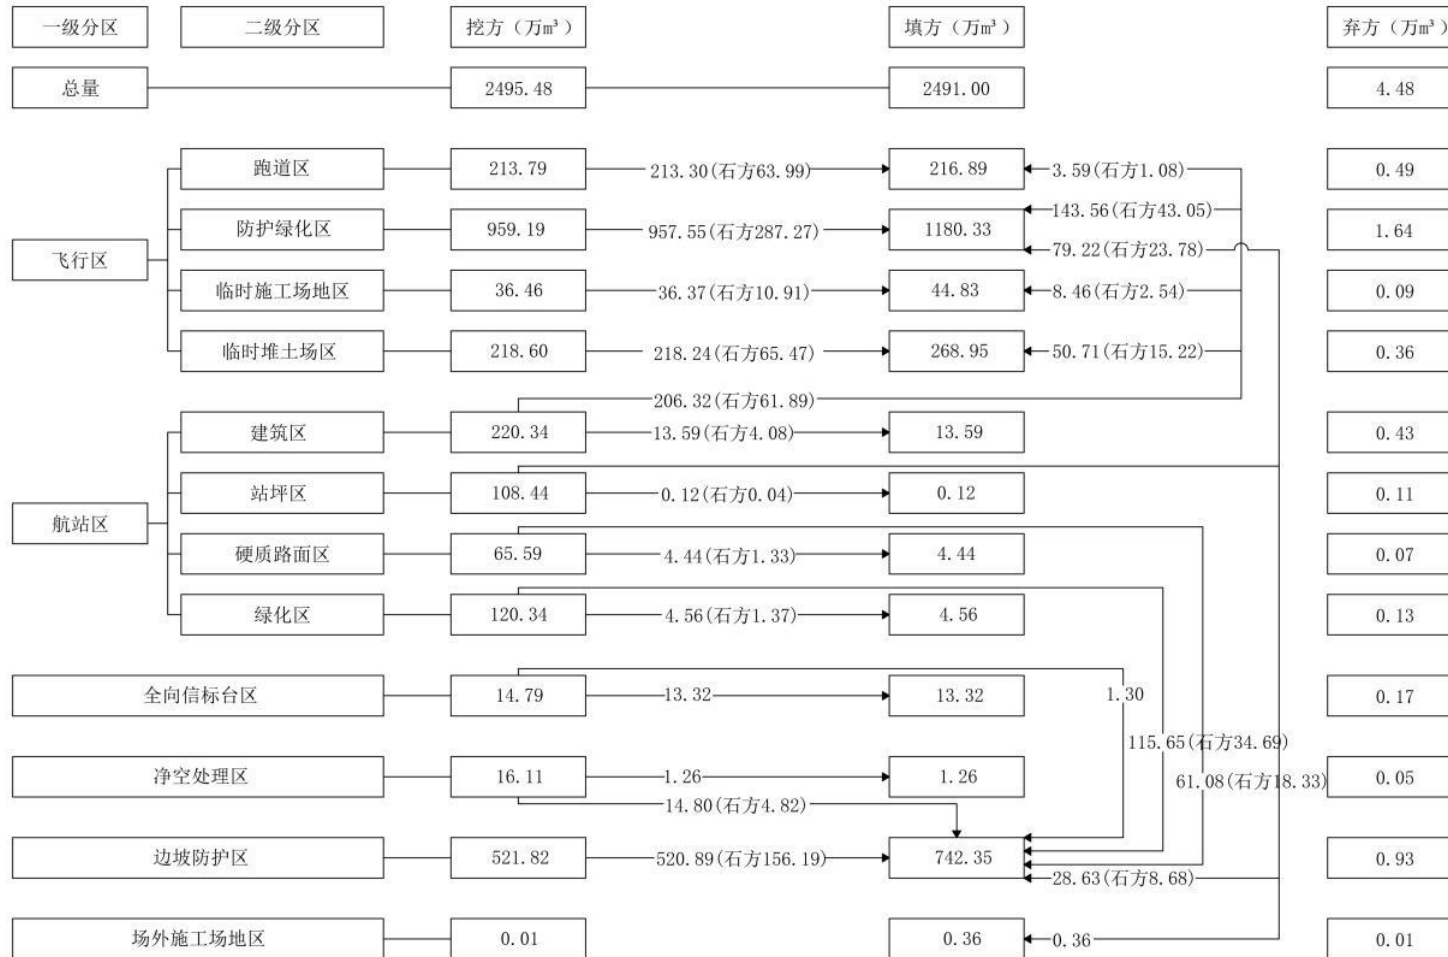 一级分区 二级分区 挖方（万m³） 填方（万m³） 弃方（万m³）
总量 2495.48 2491.00 4.48
跑道区 213.79 213.30(石方63.99) 216.89 3.59(石方1.08) 0.49
143.56(石方43.05)
防护绿化区 959.19 957.55(石方287.27) 1180.33 1.64
79.22(石方23.78)
飞行区
临时施工场地区 36.46 36.37(石方10.91) 44.83 8.46(石方2.54) 0.09
临时堆土场区 218.60 218.24(石方65.47) 268.95 50.71(石方15.22) 0.36
206.32(石方61.89)
建筑区 220.34 13.59(石方4.08) 13.59 0.43
站坪区 108.44 0.12(石方0.04) 0.12 0.11
航站区
硬质路面区 65.59 4.44(石方1.33) 4.44 0.07
绿化区 120.34 4.56(石方1.37) 4.56 0.13
全向信标台区 14.79 13.32 13.32 1.30 0.17
115.65(石方34.69)
净空处理区 16.11 1.26 1.26 0.05
61.08(石方18.33)
14.80(石方4.82)
边坡防护区 521.82 520.89(石方156.19) 742.35 0.93
28.63(石方8.68)
场外施工场地区 0.01 0.36 0.36 0.01